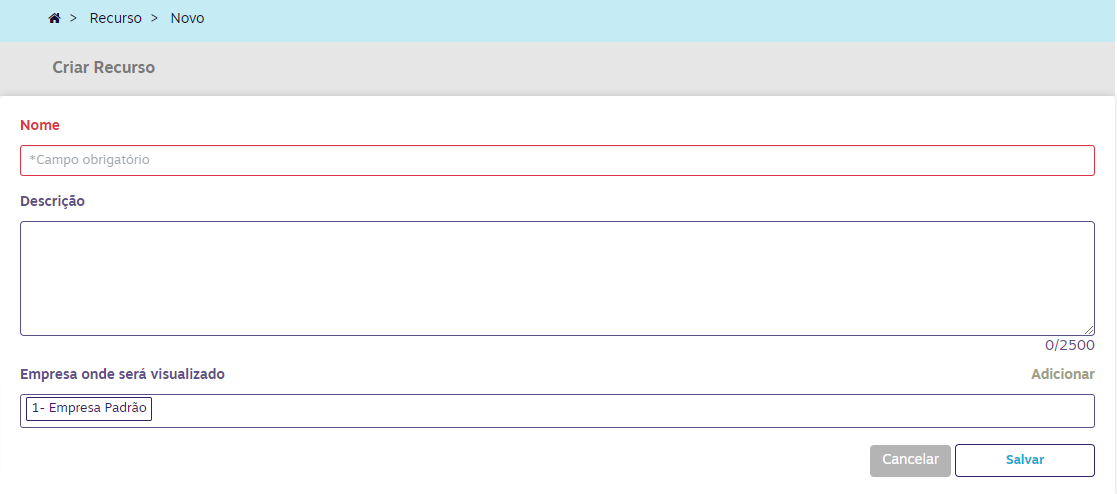 > Recurso > Novo
Criar Recurso
Nome
*Campo obrigatório
Descrição
0/2500
Empresa onde será visualizado Adicionar
1- Empresa Padrão
Cancelar Salvar